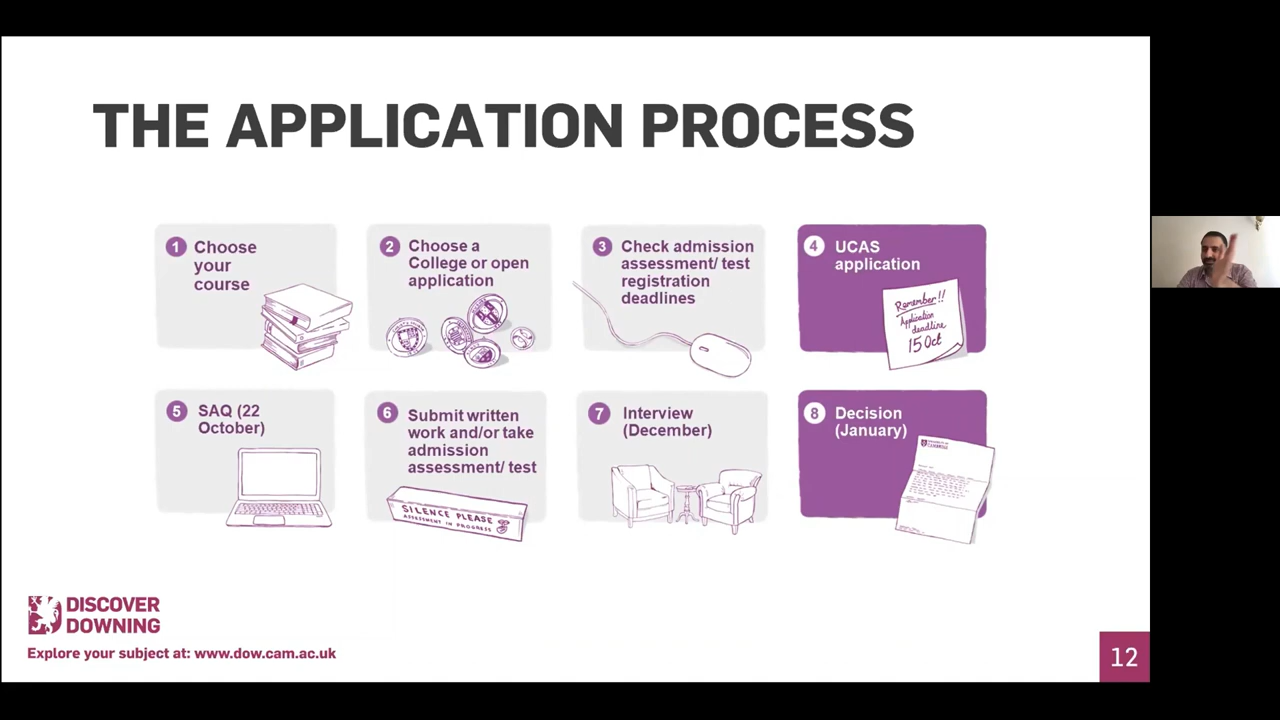 THE APPLICATION PROCESS
1 Choose
your
course
2 Choose a
College or open
application
3 Check admission
assessment/ test
registration
deadlines
4 UCAS
application
Remember!!
Application
deadline
15 Oct
5 SAQ (22
October)
6 Submit written
work and/or take
admission
assessment/ test
SILENCE PLEASE
ASSESSMENT IN PROGRESS
7 Interview
(December)
8 Decision
(January)
UNIVERSITY OF
CAMBRIDGE
DISCOVER
DOWNING
Explore your subject at: www.dow.cam.ac.uk
12